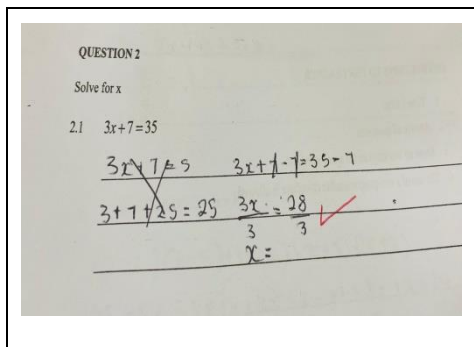 QUESTION 2
Solve for x
2.1 3x+7=35
3x+7=5 3x+7-7=35-7
3+7+25=25 3x/3 = 28/3
x=